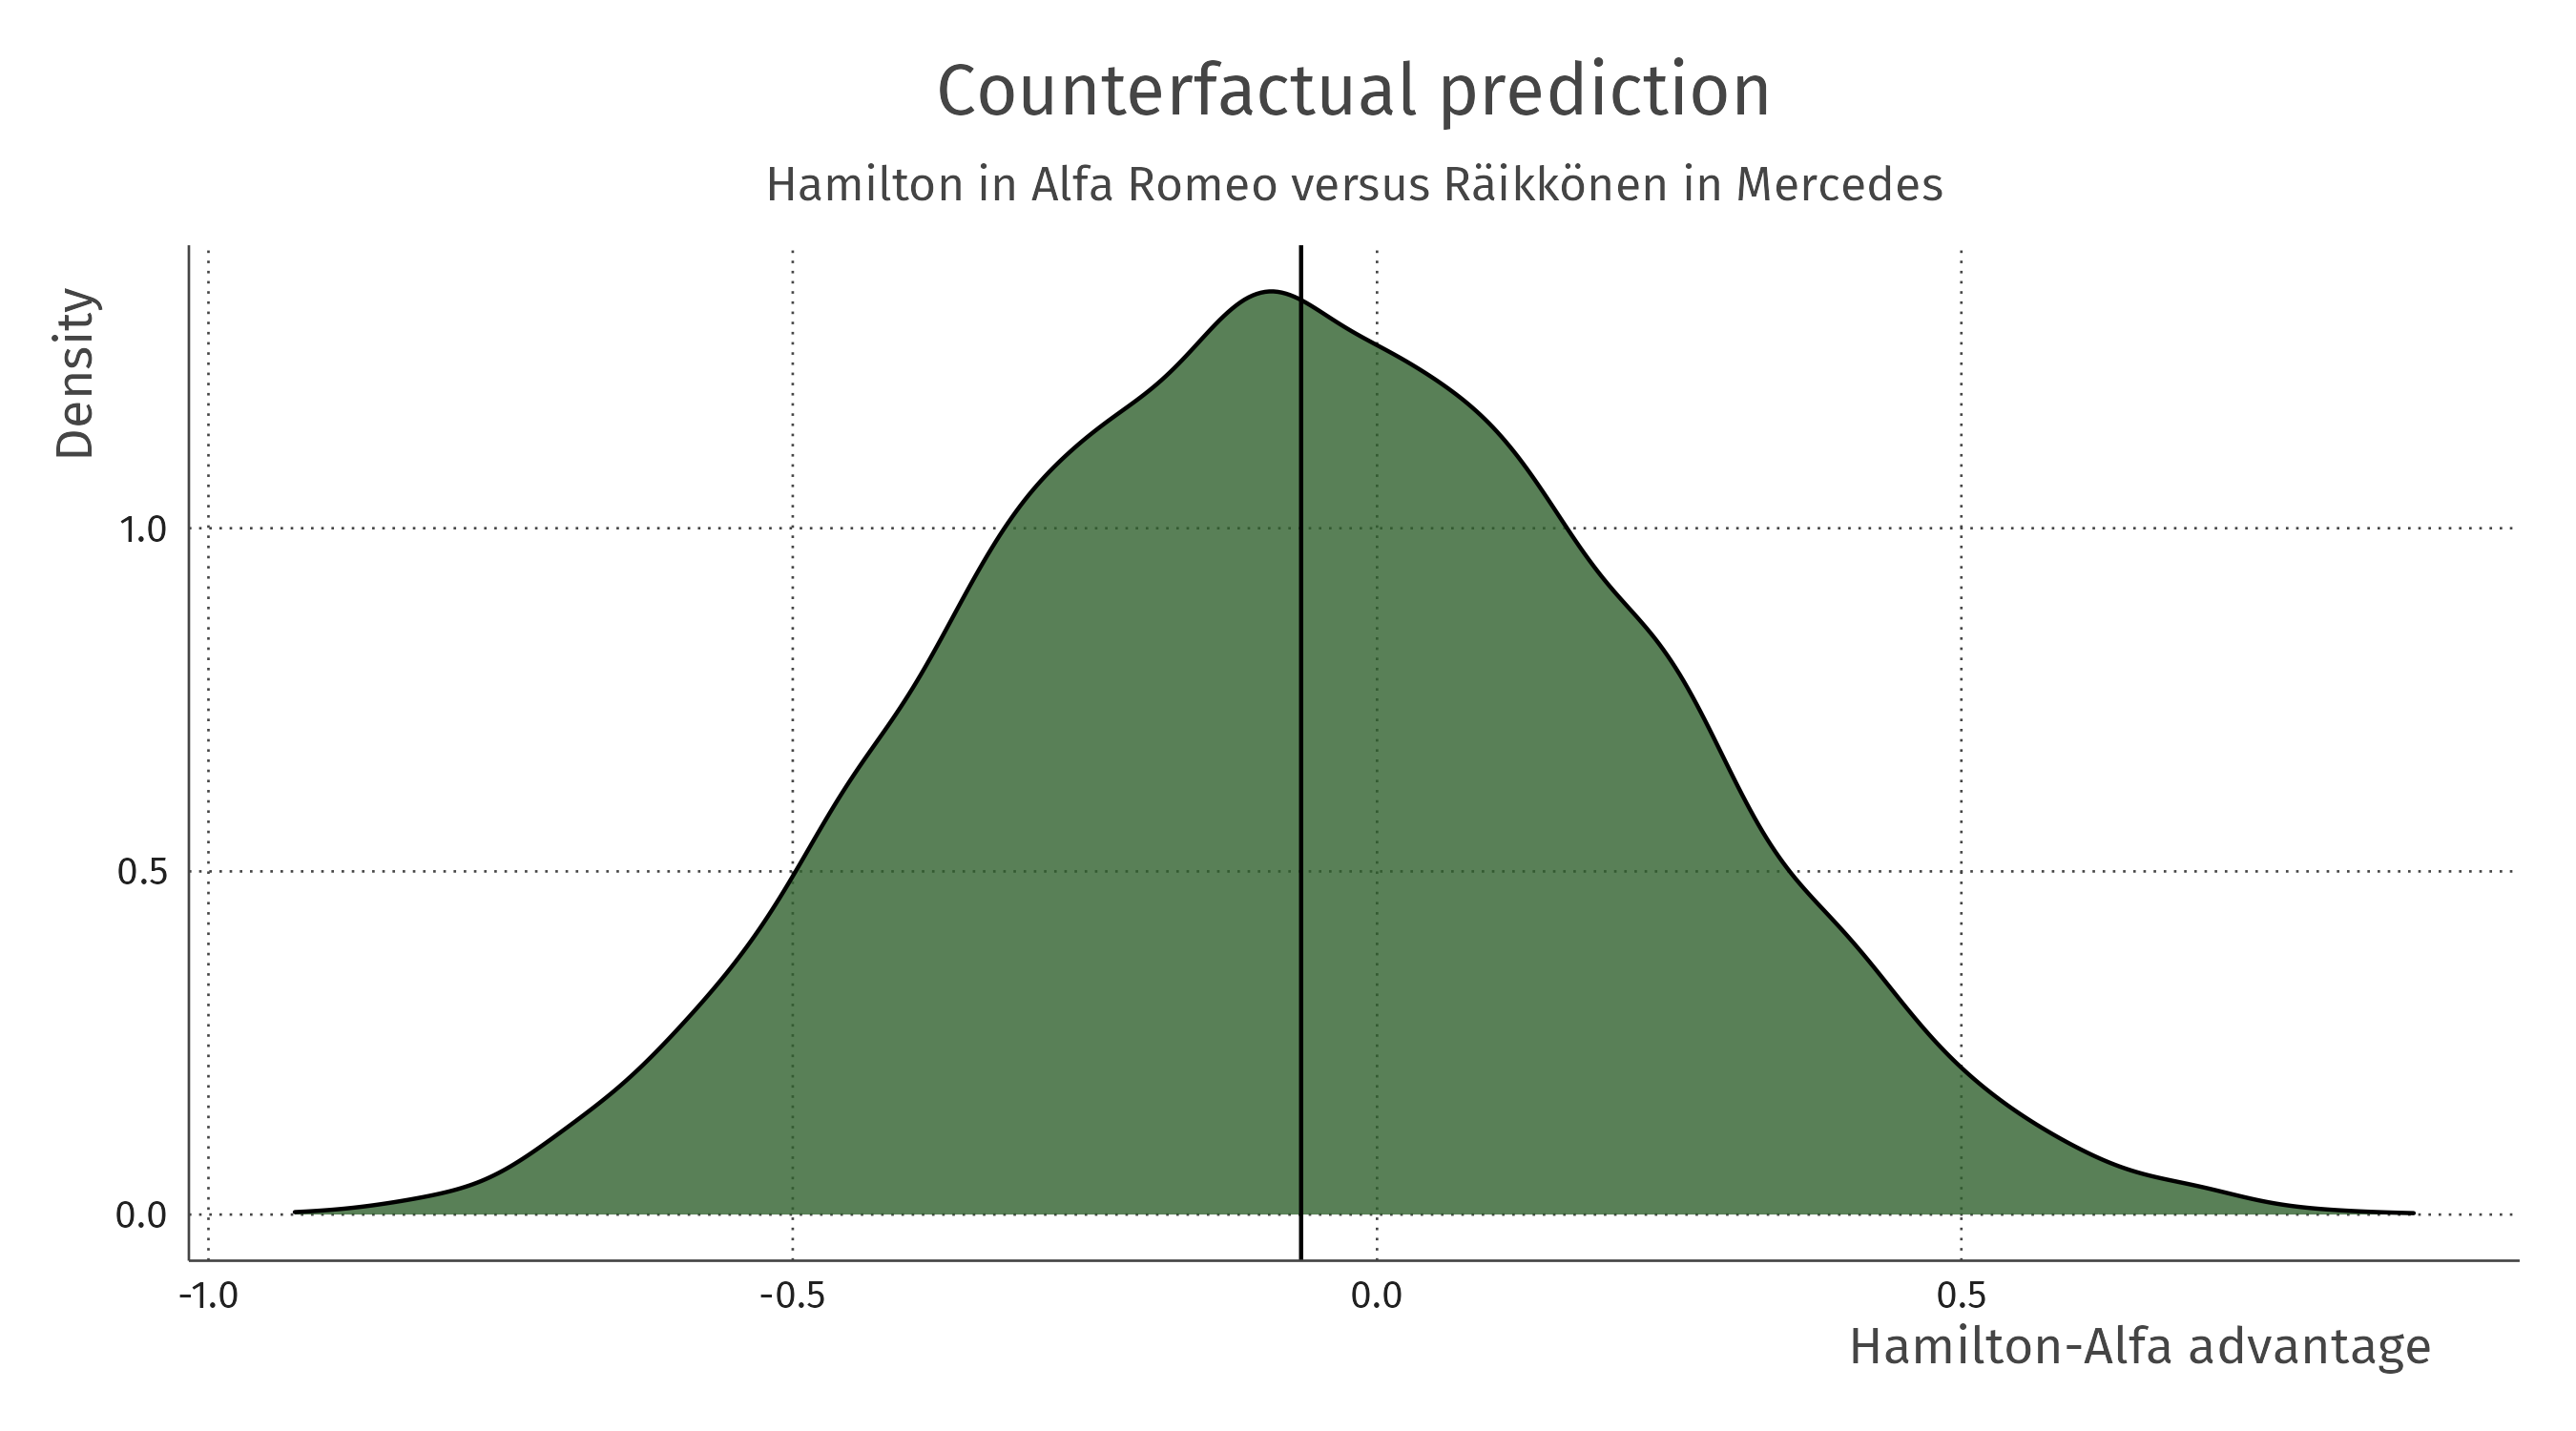 Counterfactual prediction
Hamilton in Alfa Romeo versus Räikkönen in Mercedes
Density
1.0
0.5
0.0
-1.0
-0.5
0.0
0.5
Hamilton-Alfa advantage